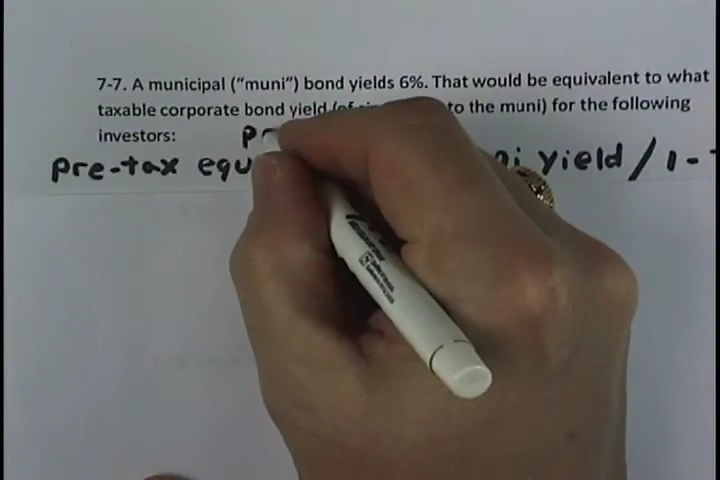 7-7. A municipal ("muni") bond yields 6%. That would be equivalent to what
taxable corporate bond yield (of to the muni) for the following
investors:
pre-tax yield / 1 -